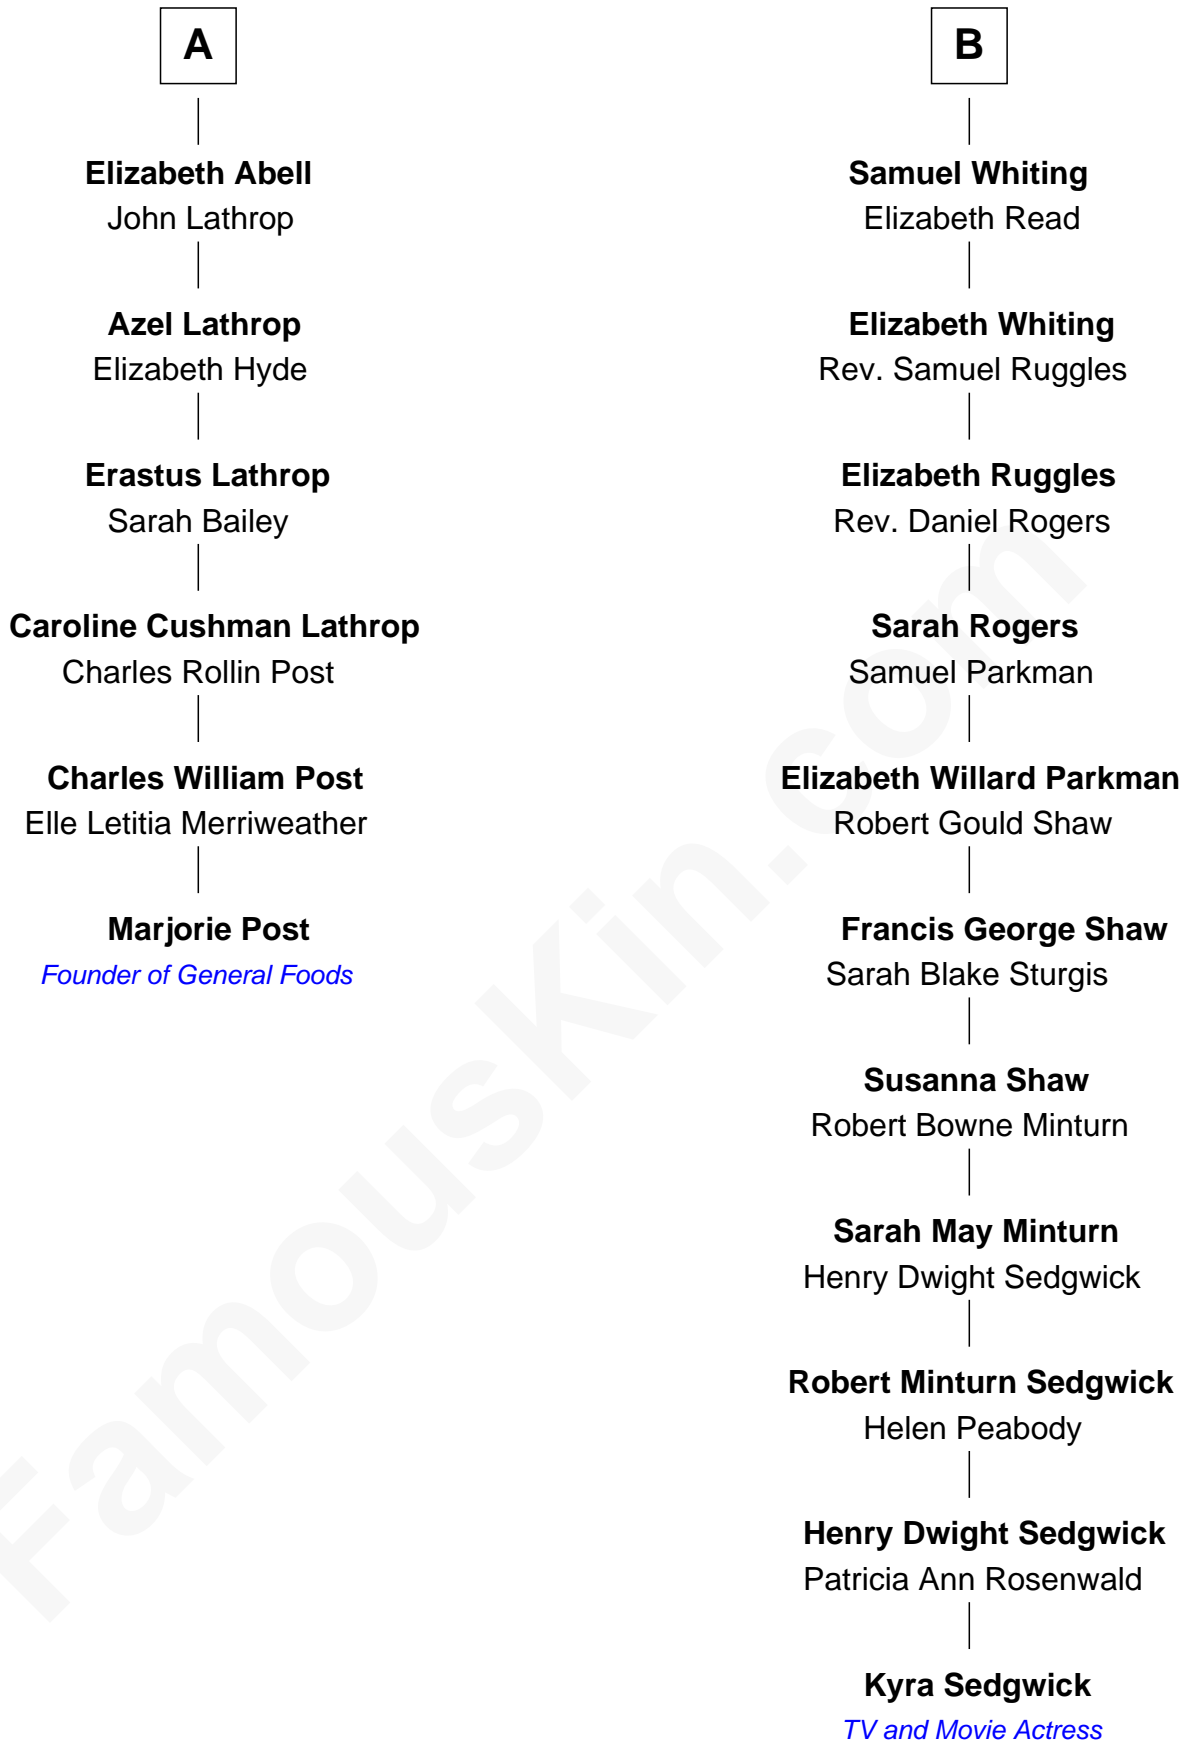 A
Elizabeth Abell
John Lathrop
Azel Lathrop
Elizabeth Hyde
Erastus Lathrop
Sarah Bailey
Caroline Cushman Lathrop
Charles Rollin Post
Charles William Post
Elle Letitia Merriweather
Marjorie Post
Founder of General Foods
B
Samuel Whiting
Elizabeth Read
Elizabeth Whiting
Rev. Samuel Ruggles
Elizabeth Ruggles
Rev. Daniel Rogers
Sarah Rogers
Samuel Parkman
Elizabeth Willard Parkman
Robert Gould Shaw
Francis George Shaw
Sarah Blake Sturgis
Susanna Shaw
Robert Bowne Minturn
Sarah May Minturn
Henry Dwight Sedgwick
Robert Minturn Sedgwick
Helen Peabody
Henry Dwight Sedgwick
Patricia Ann Rosenwald
Kyra Sedgwick
TV and Movie Actress
FamousKin.com